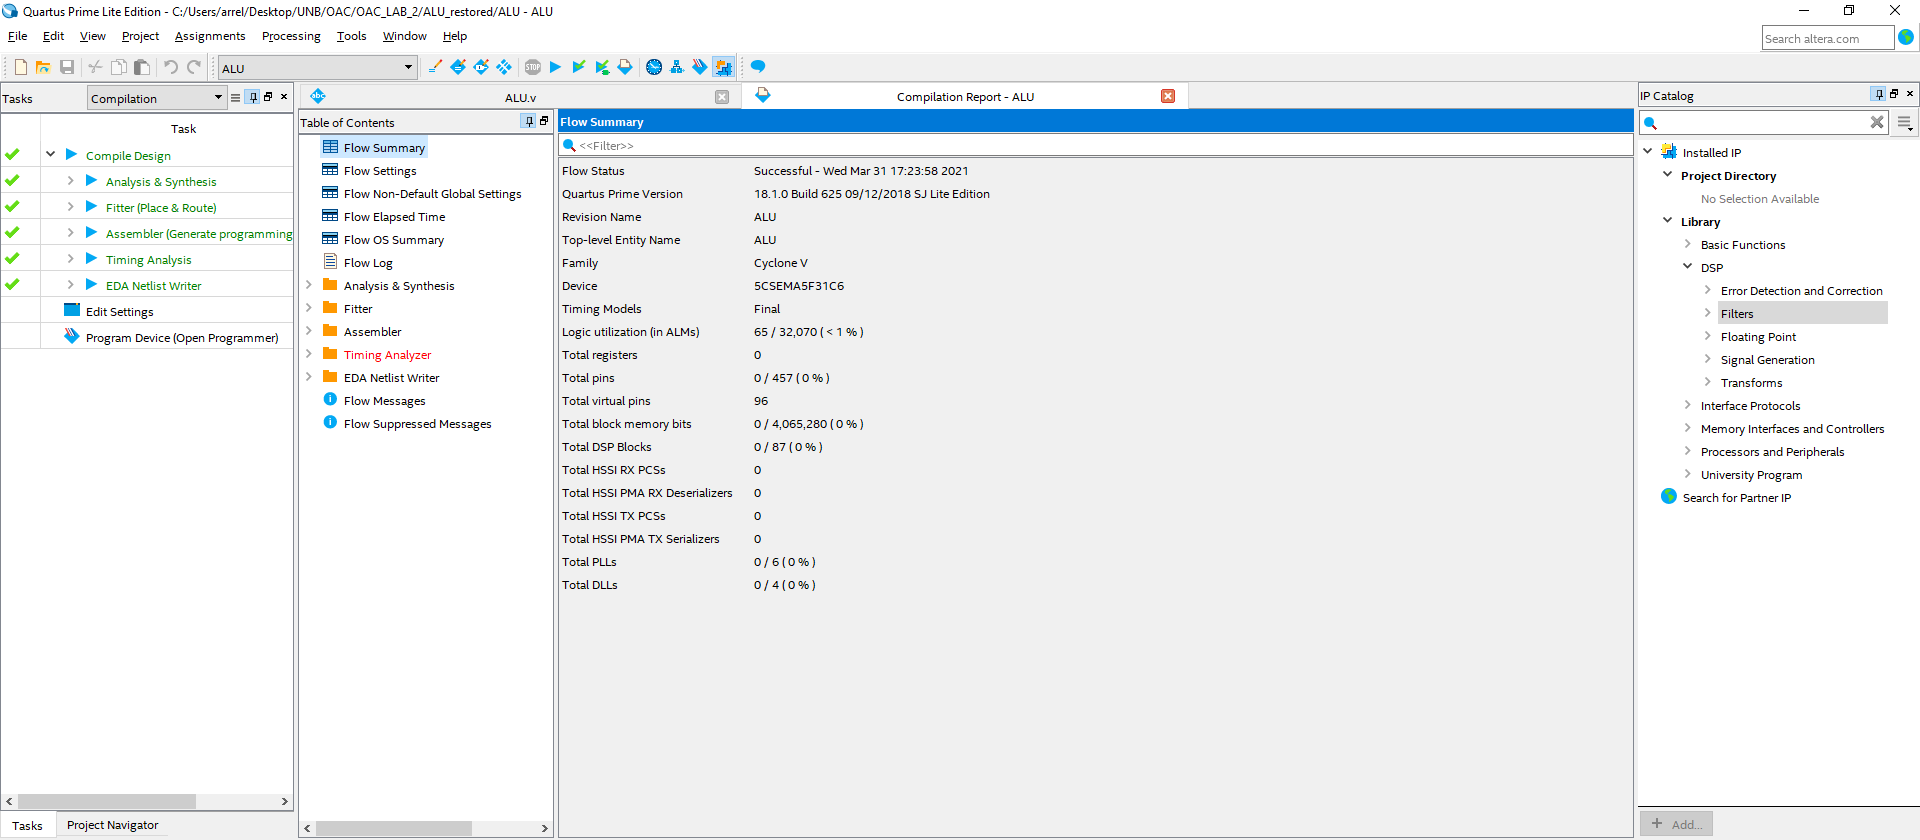 Quartus Prime Lite Edition - C:/Users/arrel/Desktop/UNB/OAC/OAC_LAB_2/ALU_restored/ALU - ALU
File Edit View Project Assignments Processing Tools Window Help
Search altera.com
ALU
STOP
Tasks
Compilation
Task
Compile Design
Analysis & Synthesis
Fitter (Place & Route)
Assembler (Generate programming
Timing Analysis
EDA Netlist Writer
Edit Settings
Program Device (Open Programmer)
Tasks
Project Navigator
abc
ALU.v
Compilation Report - ALU
Table of Contents
Flow Summary
Flow Settings
Flow Non-Default Global Settings
Flow Elapsed Time
Flow OS Summary
Flow Log
Analysis & Synthesis
Fitter
Assembler
Timing Analyzer
EDA Netlist Writer
Flow Messages
Flow Suppressed Messages
Flow Summary
<<Filter>>
Flow Status Successful - Wed Mar 31 17:23:58 2021
Quartus Prime Version 18.1.0 Build 625 09/12/2018 SJ Lite Edition
Revision Name ALU
Top-level Entity Name ALU
Family Cyclone V
Device 5CSEMA5F31C6
Timing Models Final
Logic utilization (in ALMs) 65 / 32,070 ( < 1 % )
Total registers 0
Total pins 0 / 457 ( 0 % )
Total virtual pins 96
Total block memory bits 0 / 4,065,280 ( 0 % )
Total DSP Blocks 0 / 87 ( 0 % )
Total HSSI RX PCSs 0
Total HSSI PMA RX Deserializers 0
Total HSSI TX PCSs 0
Total HSSI PMA TX Serializers 0
Total PLLs 0 / 6 ( 0 % )
Total DLLs 0 / 4 ( 0 % )
IP Catalog
Installed IP
Project Directory
No Selection Available
Library
Basic Functions
DSP
Error Detection and Correction
Filters
Floating Point
Signal Generation
Transforms
Interface Protocols
Memory Interfaces and Controllers
Processors and Peripherals
University Program
Search for Partner IP
+ Add...